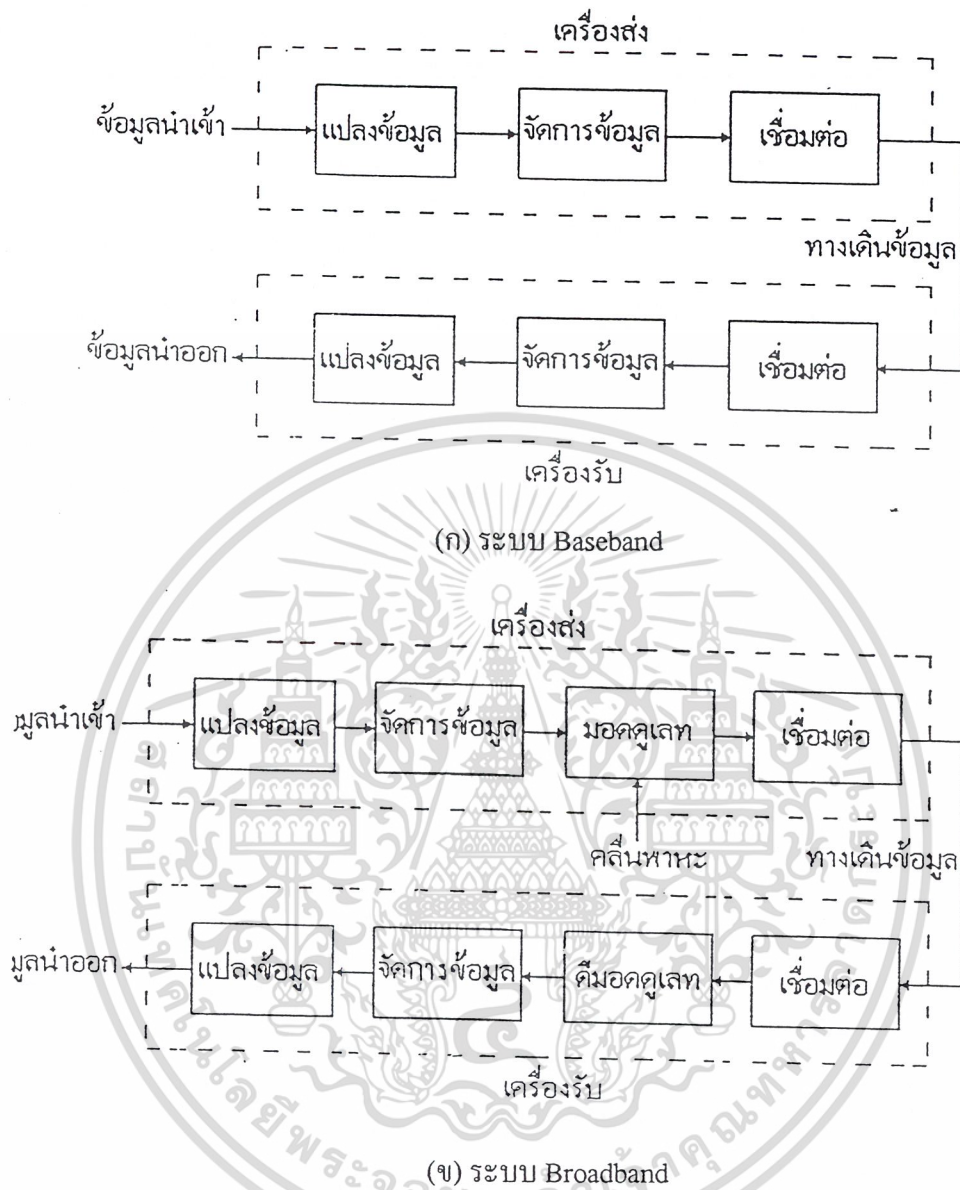 เครื่องส่ง
ข้อมูลนำเข้า
แปลงข้อมูล
จัดการข้อมูล
เชื่อมต่อ
ทางเดินข้อมูล
ข้อมูลนำออก
แปลงข้อมูล
จัดการข้อมูล
เชื่อมต่อ
เครื่องรับ
(ก) ระบบ Baseband
เครื่องส่ง
มูลนำเข้า
แปลงข้อมูล
จัดการข้อมูล
มอดดูเลท
เชื่อมต่อ
คลื่นพาหะ
ทางเดินข้อมูล
มูลนำออก
แปลงข้อมูล
จัดการข้อมูล
ดีมอดดูเลท
เชื่อมต่อ
เครื่องรับ
(ข) ระบบ Broadband